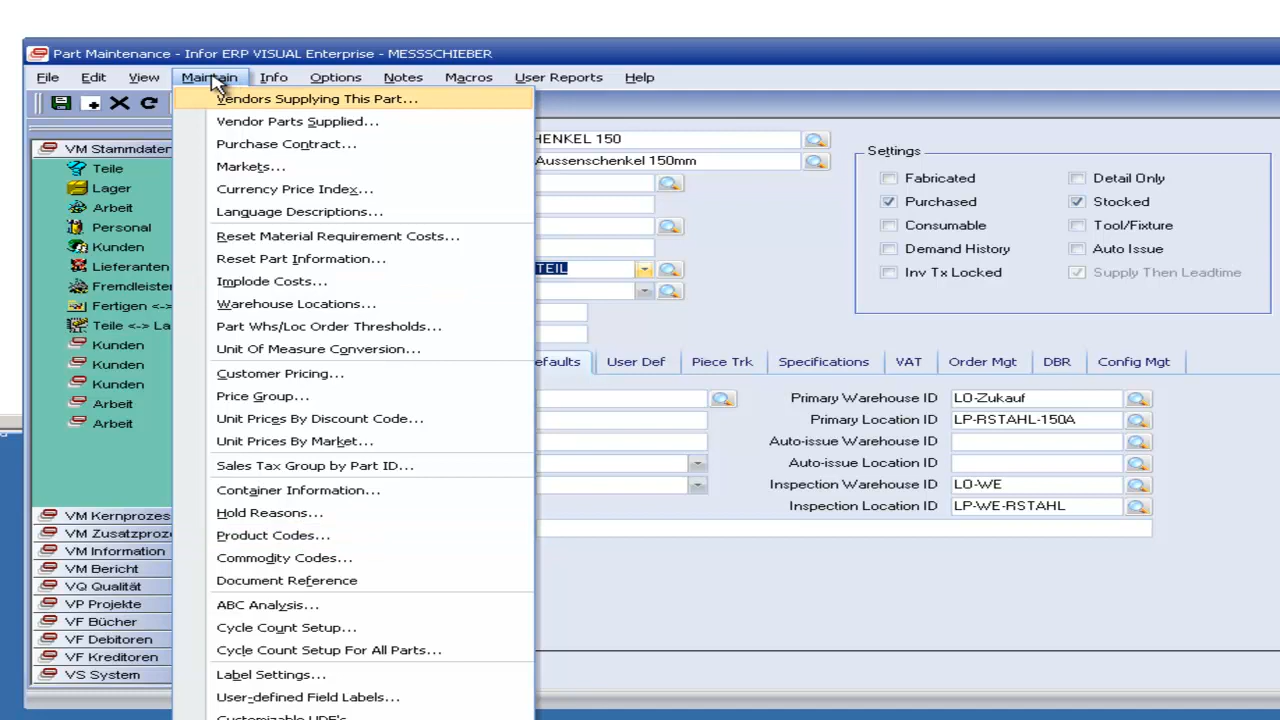 Part Maintenance - Infor ERP VISUAL Enterprise - MESSSCHIEBER
File Edit View Maintain Info Options Notes Macros User Reports Help
VM Stammdaten
Teile
Lager
Arbeit
Personal
Kunden
Lieferanten
Fremdleister
Fertigen <->
Teile <-> La
Kunden
Kunden
Kunden
Arbeit
Arbeit
VM Kernprozes
VM Zusatzproz
VM Information
VM Bericht
VQ Qualität
VP Projekte
VF Bücher
VF Debitoren
VF Kreditoren
VS System
Vendors Supplying This Part...
Vendor Parts Supplied...
Purchase Contract...
Markets...
Currency Price Index...
Language Descriptions...
Reset Material Requirement Costs...
Reset Part Information...
Implode Costs...
Warehouse Locations...
Part Whs/Loc Order Thresholds...
Unit Of Measure Conversion...
Customer Pricing...
Price Group...
Unit Prices By Discount Code...
Unit Prices By Market...
Sales Tax Group by Part ID...
Container Information...
Hold Reasons...
Product Codes...
Commodity Codes...
Document Reference
ABC Analysis...
Cycle Count Setup...
Cycle Count Setup For All Parts...
Label Settings...
User-defined Field Labels...
Customizable UDF's
HENKEL 150
Aussenschenkel 150mm
TEIL
Settings
Fabricated Detail Only
Purchased Stocked
Consumable Tool/Fixture
Demand History Auto Issue
Inv Tx Locked Supply Then Leadtime
efaults User Def Piece Trk Specifications VAT Order Mgt DBR Config Mgt
Primary Warehouse ID LO-Zukauf
Primary Location ID LP-RSTAHL-150A
Auto-issue Warehouse ID
Auto-issue Location ID
Inspection Warehouse ID LO-WE
Inspection Location ID LP-WE-RSTAHL